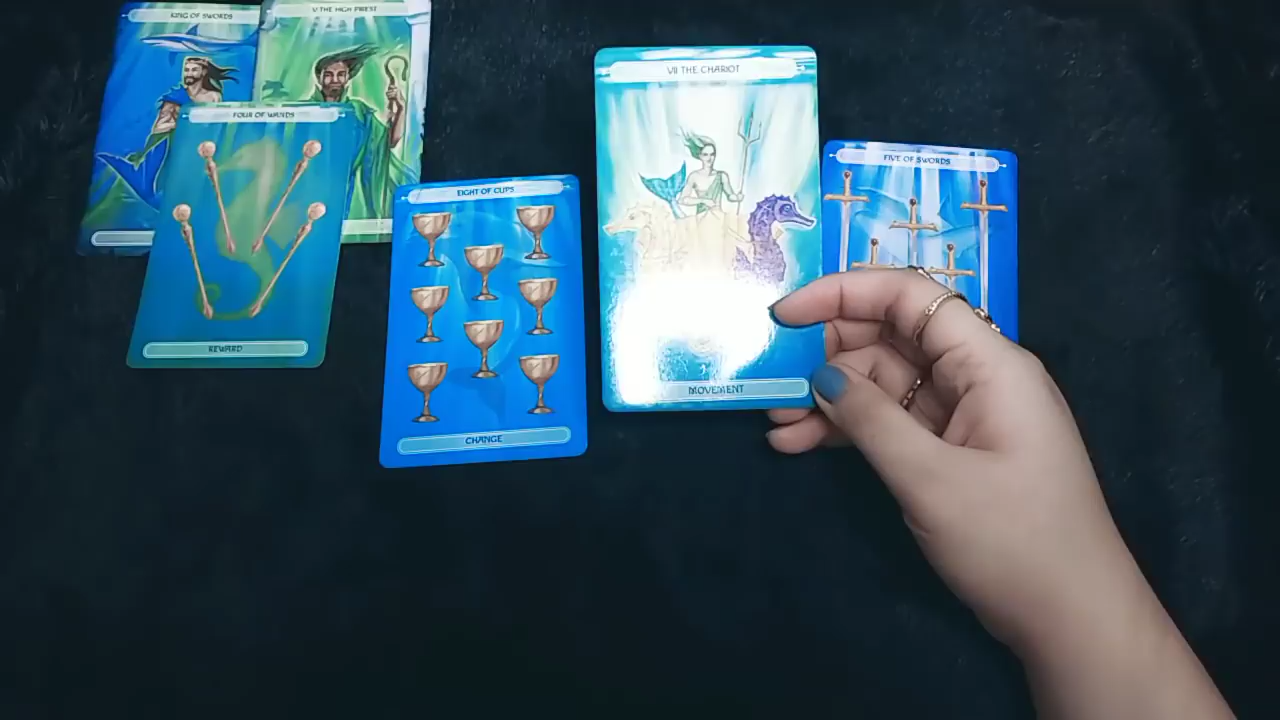 KING OF SWORDS
V THE HIGH PRIEST
FOUR OF WANDS
REWARD
EIGHT OF CUPS
CHANGE
VII THE CHARIOT
MOVEMENT
FIVE OF SWORDS